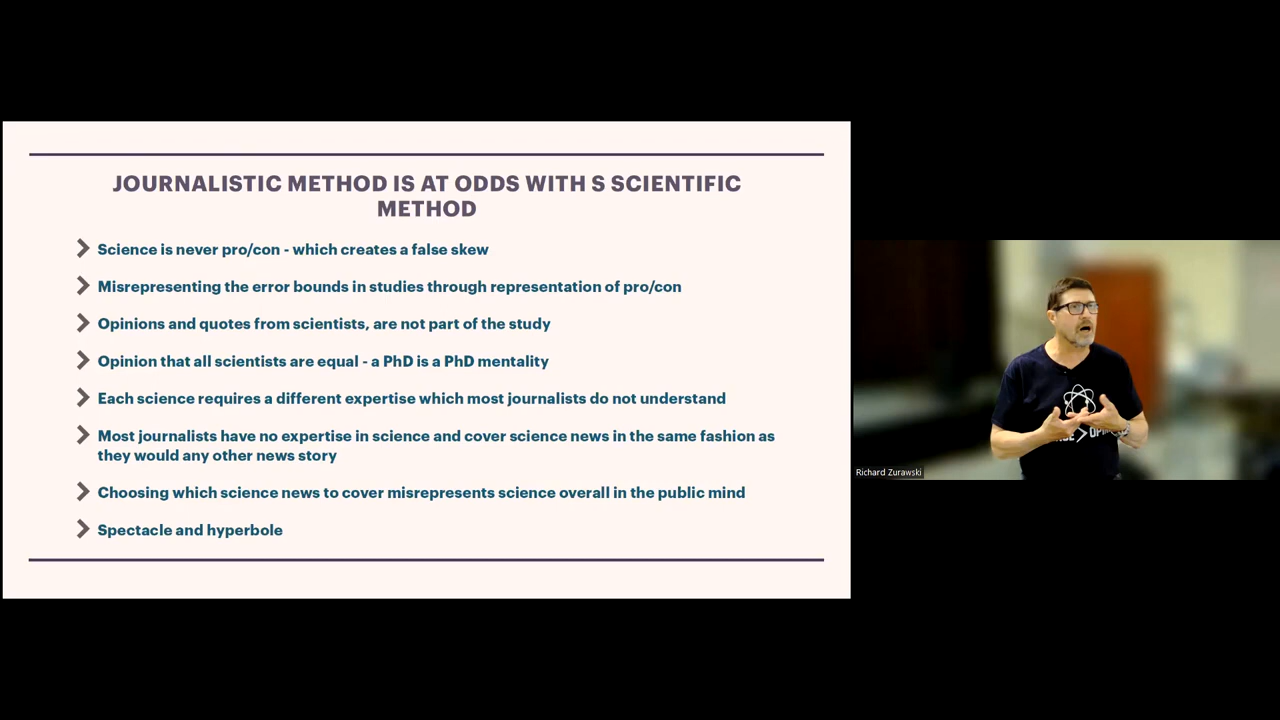 JOURNALISTIC METHOD IS AT ODDS WITH S SCIENTIFIC
METHOD
Science is never pro/con - which creates a false skew
Misrepresenting the error bounds in studies through representation of pro/con
Opinions and quotes from scientists, are not part of the study
Opinion that all scientists are equal - a PhD is a PhD mentality
Each science requires a different expertise which most journalists do not understand
Most journalists have no expertise in science and cover science news in the same fashion as
they would any other news story
Choosing which science news to cover misrepresents science overall in the public mind
Spectacle and hyperbole
Richard Zurawski